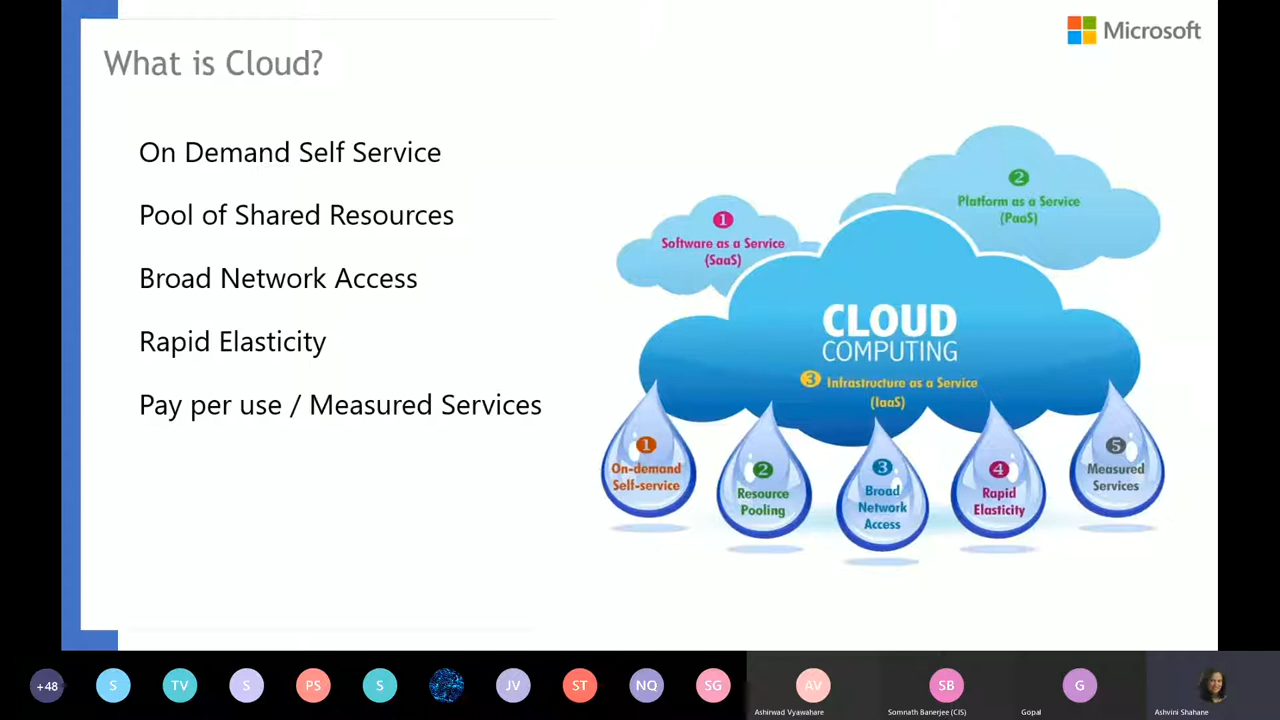 Microsoft
What is Cloud?
On Demand Self Service
Pool of Shared Resources
Broad Network Access
Rapid Elasticity
Pay per use / Measured Services
2
Platform as a Service
(PaaS)
1
Software as a Service
(SaaS)
CLOUD
COMPUTING
3 Infrastructure as a Service
(IaaS)
1
On-demand
Self-service
2
Resource
Pooling
3
Broad
Network
Access
4
Rapid
Elasticity
5
Measured
Services
+48
S
TV
S
PS
S
JV
ST
NQ
SG
AV
Ashirwad Vyawahare
SB
Somnath Banerjee (CIS)
G
Gopal
Ashvini Shahane